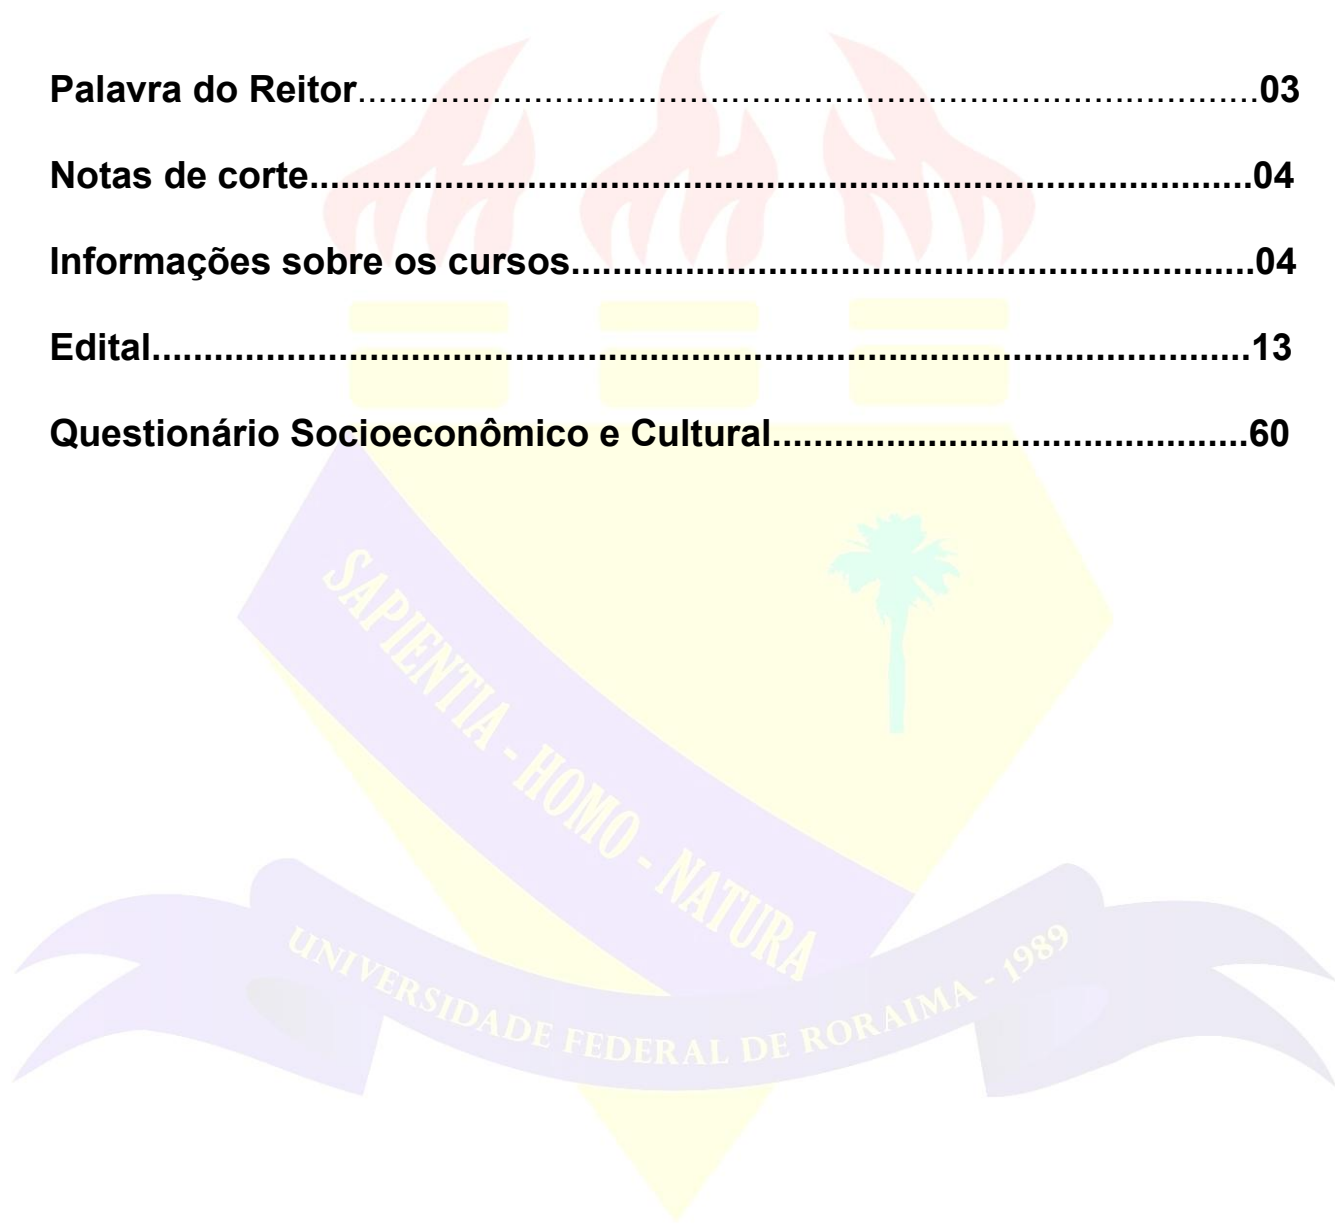 Palavra do Reitor.......................................................................................03
Notas de corte...........................................................................................04
Informações sobre os cursos..................................................................04
Edital..........................................................................................................13
Questionário Socioeconômico e Cultural..............................................60
SAPIENTIA - HOMO - NATURA
UNIVERSIDADE FEDERAL DE RORAIMA - 1989